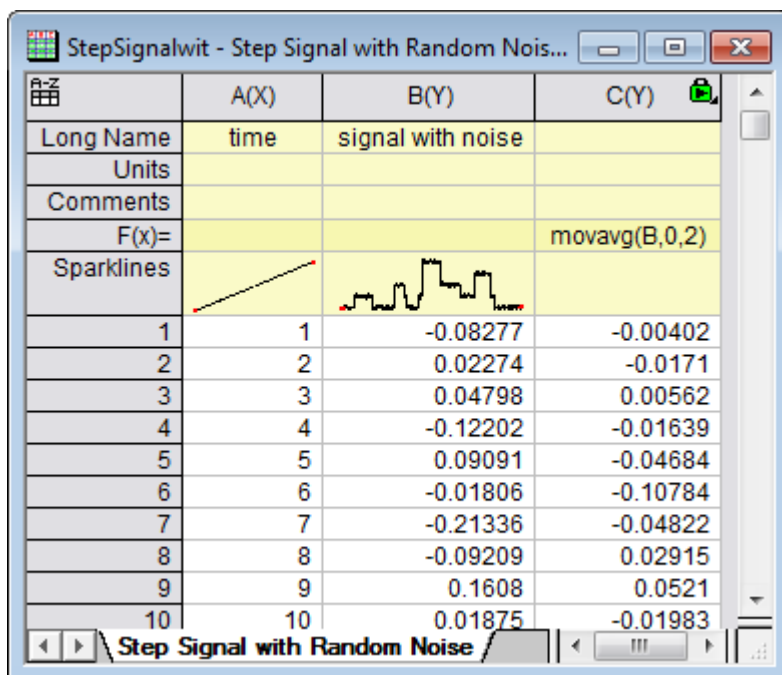 StepSignalwit - Step Signal with Random Nois...
A-Z A(X) B(Y) C(Y)
Long Name time signal with noise
Units
Comments
F(x)= movavg(B,0,2)
Sparklines
1 1 -0.08277 -0.00402
2 2 0.02274 -0.0171
3 3 0.04798 0.00562
4 4 -0.12202 -0.01639
5 5 0.09091 -0.04684
6 6 -0.01806 -0.10784
7 7 -0.21336 -0.04822
8 8 -0.09209 0.02915
9 9 0.1608 0.0521
10 10 0.01875 -0.01983
Step Signal with Random Noise